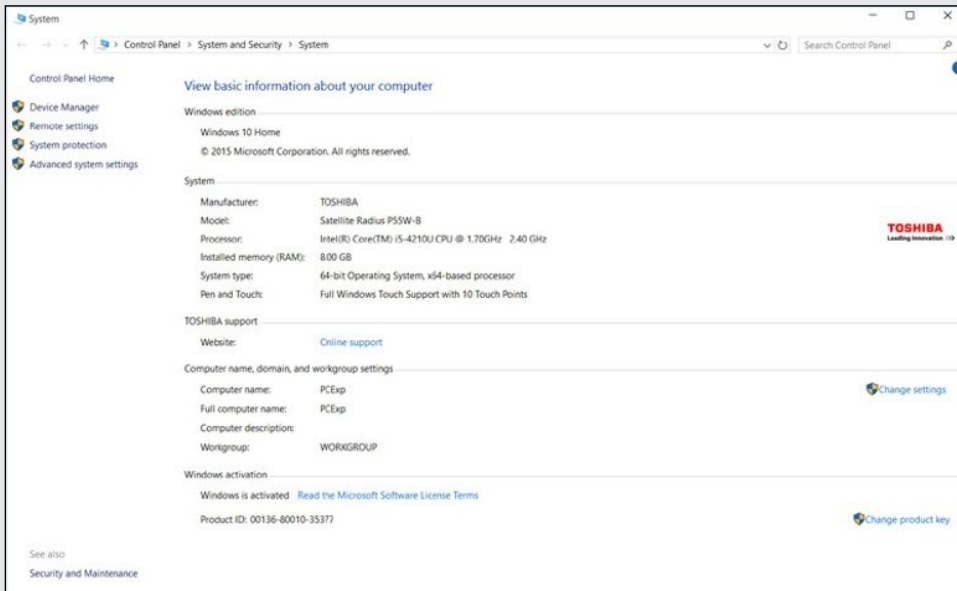 System
Control Panel > System and Security > System
Search Control Panel
Control Panel Home
Device Manager
Remote settings
System protection
Advanced system settings
View basic information about your computer
Windows edition
Windows 10 Home
© 2015 Microsoft Corporation. All rights reserved.
System
Manufacturer: TOSHIBA
Model: Satellite Radius P55W-B
Processor: Intel(R) Core(TM) i5-4210U CPU @ 1.70GHz 2.40 GHz
Installed memory (RAM): 8.00 GB
System type: 64-bit Operating System, x64-based processor
Pen and Touch: Full Windows Touch Support with 10 Touch Points
TOSHIBA
Leading Innovation >>>
TOSHIBA support
Website: Online support
Computer name, domain, and workgroup settings
Computer name: PCExp
Change settings
Full computer name: PCExp
Computer description:
Workgroup: WORKGROUP
Windows activation
Windows is activated Read the Microsoft Software License Terms
Product ID: 00136-80010-35377
Change product key
See also
Security and Maintenance